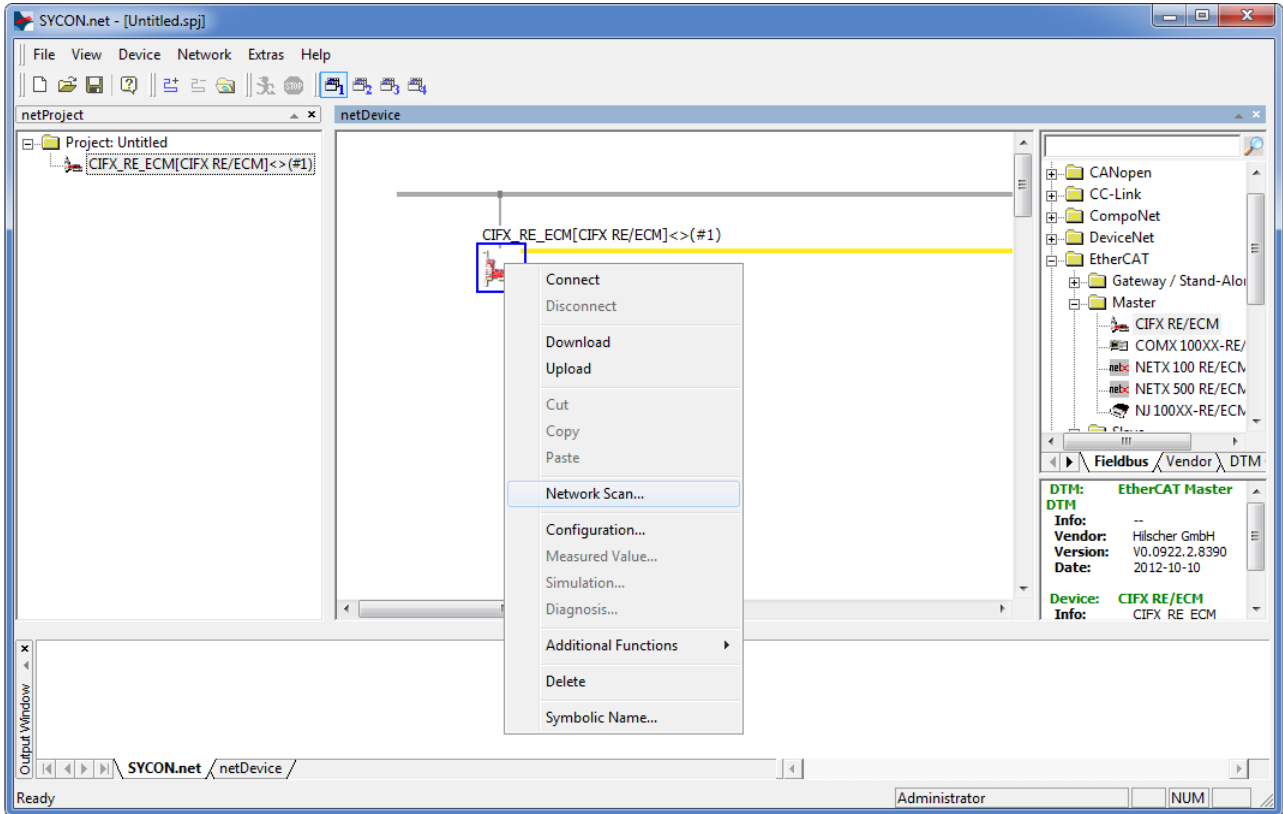 SYCON.net - [Untitled.spj]
File View Device Network Extras Help
netProject
netDevice
Project: Untitled
CIFX_RE_ECM[CIFX RE/ECM]<>(#1)
CIFX_RE_ECM[CIFX RE/ECM]<>(#1)
Connect
Disconnect
Download
Upload
Cut
Copy
Paste
Network Scan...
Configuration...
Measured Value...
Simulation...
Diagnosis...
Additional Functions
Delete
Symbolic Name...
CANopen
CC-Link
CompoNet
DeviceNet
EtherCAT
Gateway / Stand-Alo
Master
CIFX RE/ECM
COMX 100XX-RE/
NETX 100 RE/ECM
NETX 500 RE/ECM
NJ 100XX-RE/ECM
Fieldbus Vendor DTM
DTM: EtherCAT Master
DTM
Info: --
Vendor: Hilscher GmbH
Version: V0.0922.2.8390
Date: 2012-10-10
Device: CIFX RE/ECM
Info: CIFX RE ECM
Output Window
SYCON.net netDevice
Ready
Administrator
NUM